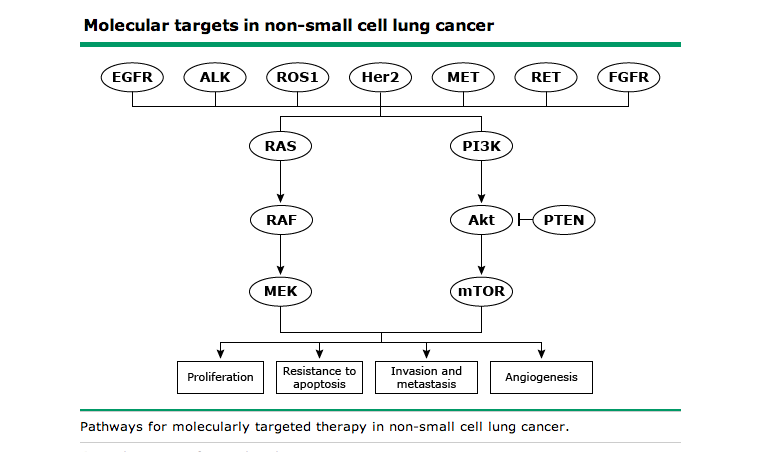 Molecular targets in non-small cell lung cancer
EGFR ALK ROS1 Her2 MET RET FGFR
RAS PI3K
RAF Akt PTEN
MEK mTOR
Proliferation
Resistance to
apoptosis
Invasion and
metastasis
Angiogenesis
Pathways for molecularly targeted therapy in non-small cell lung cancer.